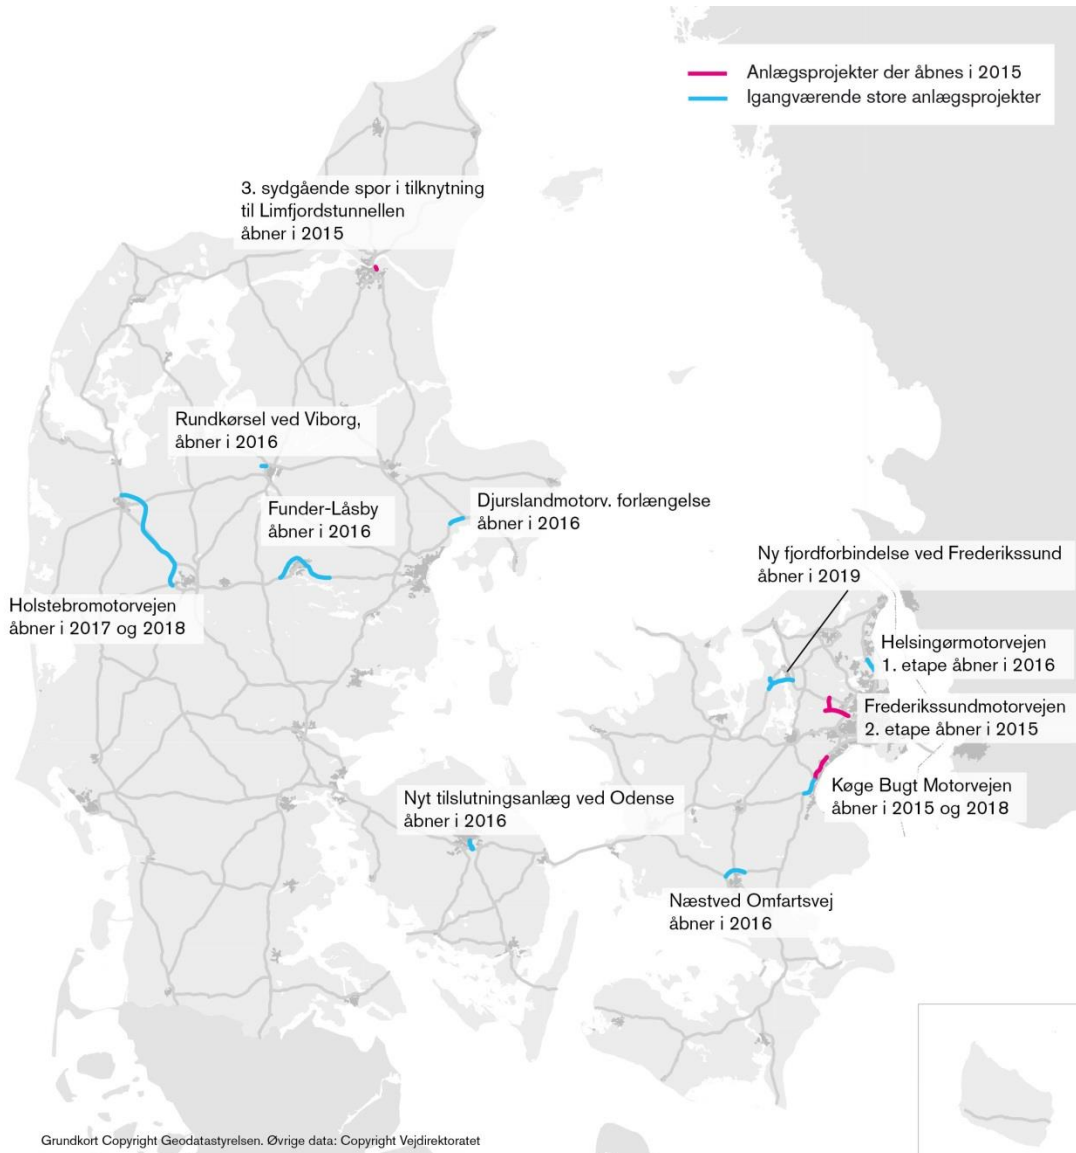 Anlægsprojekter der åbnes i 2015
Igangværende store anlægsprojekter
3. sydgående spor i tilknytning
til Limfjordstunnellen
åbner i 2015
Rundkørsel ved Viborg,
åbner i 2016
Funder-Låsby
åbner i 2016
Djurslandmotorv. forlængelse
åbner i 2016
Ny fjordforbindelse ved Frederikssund
åbner i 2019
Holstebromotorvejen
åbner i 2017 og 2018
Helsingørmotorvejen
1. etape åbner i 2016
Frederikssundmotorvejen
2. etape åbner i 2015
Køge Bugt Motorvejen
åbner i 2015 og 2018
Nyt tilslutningsanlæg ved Odense
åbner i 2016
Næstved Omfartsvej
åbner i 2016
Grundkort Copyright Geodatastyrelsen. Øvrige data: Copyright Vejdirektoratet